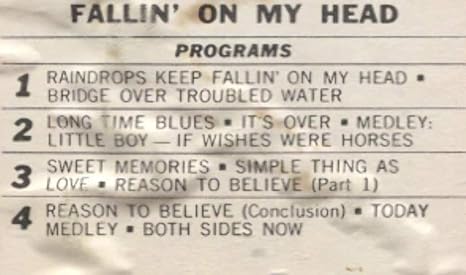 FALLIN' ON MY HEAD
PROGRAMS
1 RAINDROPS KEEP FALLIN' ON MY HEAD ▪
BRIDGE OVER TROUBLED WATER
2 LONG TIME BLUES ▪ IT'S OVER ▪ MEDLEY:
LITTLE BOY — IF WISHES WERE HORSES
3 SWEET MEMORIES ▪ SIMPLE THING AS
LOVE ▪ REASON TO BELIEVE (Part 1)
4 REASON TO BELIEVE (Conclusion) ▪ TODAY
MEDLEY ▪ BOTH SIDES NOW